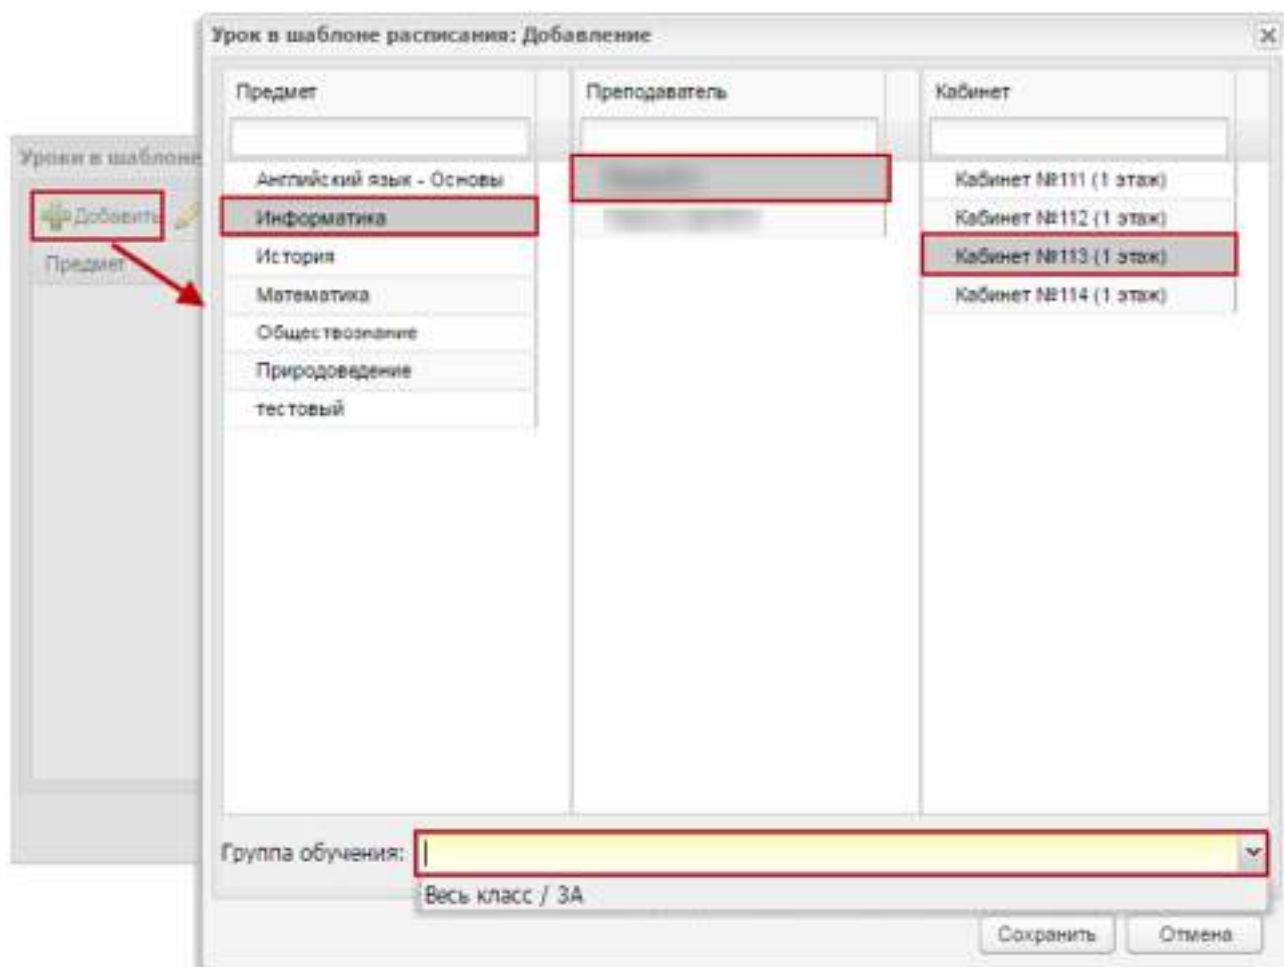 Урок в шаблоне расписания: Добавление
Предмет
Преподаватель
Кабинет
Уроки в шаблоне
Добавить
Предмет
Английский язык - Основы
Информатика
История
Математика
Обществознание
Природоведение
тестовый
Кабинет №111 (1 этаж)
Кабинет №112 (1 этаж)
Кабинет №113 (1 этаж)
Кабинет №114 (1 этаж)
Группа обучения:
Весь класс / 3А
Сохранить
Отмена